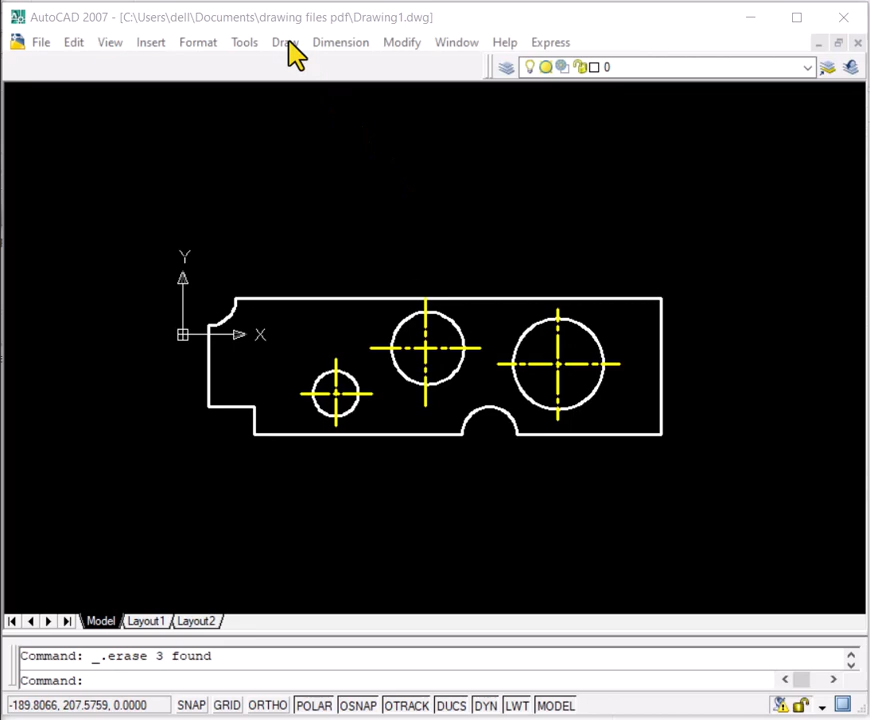 AutoCAD 2007 - [C:\Users\dell\Documents\drawing files pdf\Drawing1.dwg]
File Edit View Insert Format Tools Draw Dimension Modify Window Help Express
0
Y
X
Model Layout1 Layout2
Command: _.erase 3 found
Command:
-189.8066, 207.5759, 0.0000 SNAP GRID ORTHO POLAR OSNAP OTRACK DUCS DYN LWT MODEL